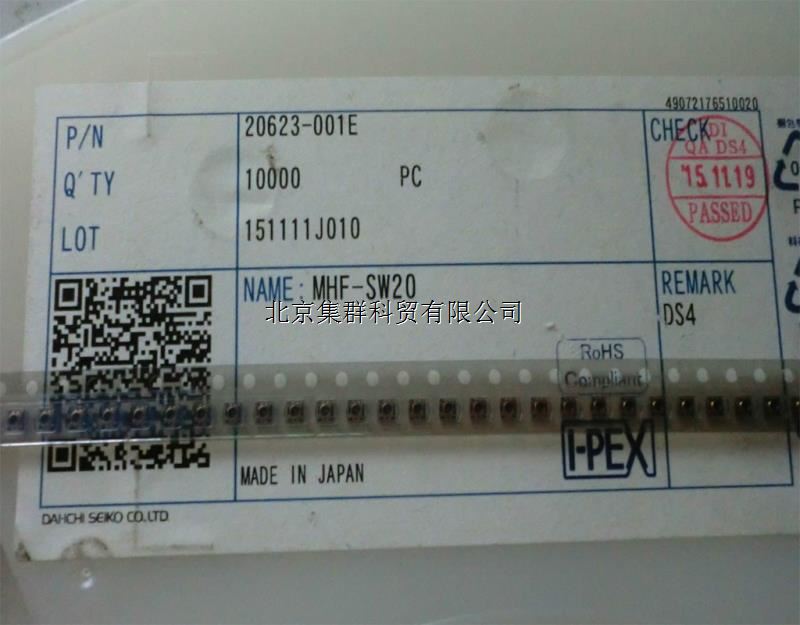 49072176510020
P/N 20623-001E CHECK
DI
QA DS4
'15.11.19
PASSED
Q'TY 10000 PC
LOT 151111J010
NAME: MHF-SW20
REMARK
DS4
北京集群科贸有限公司
RoHS
Compliant
I-PEX
MADE IN JAPAN
DAIICHI SEIKO CO.,LTD.